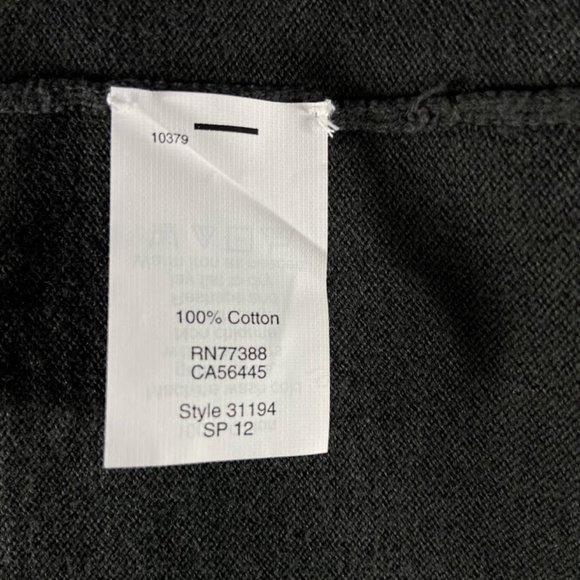 10379
100% Cotton
RN77388
CA56445
Style 31194
SP 12